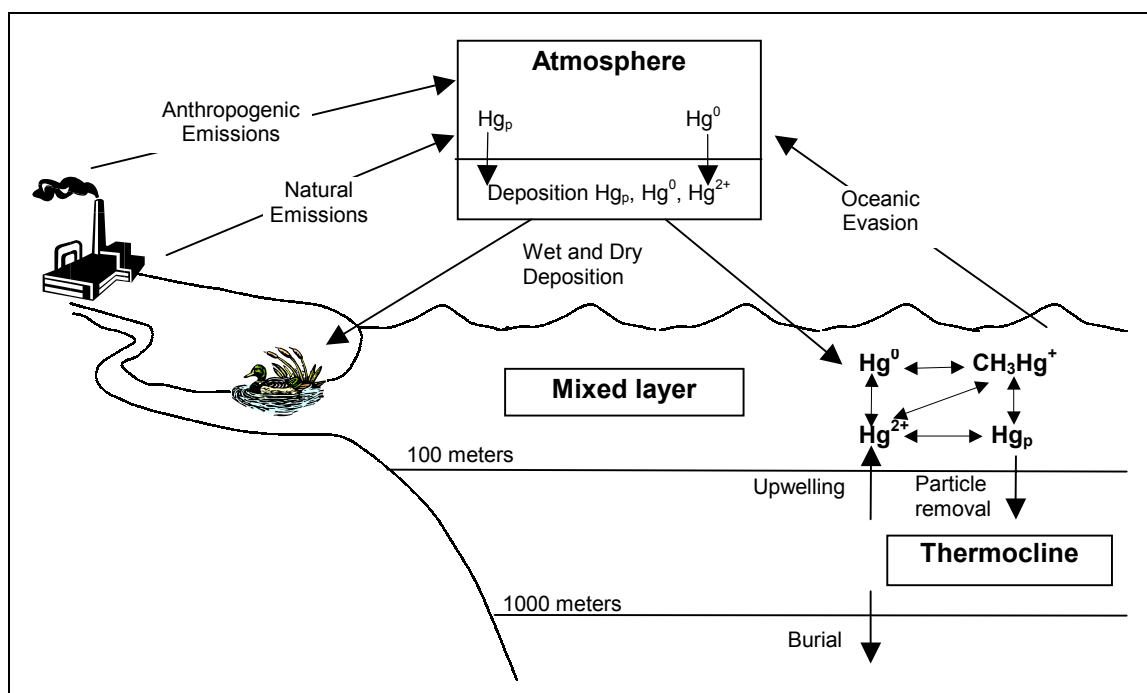 Atmosphere
Anthropogenic
Emissions
Hgₚ
Hg⁰
Natural
Emissions
Deposition Hgₚ, Hg⁰, Hg²⁺
Oceanic
Evasion
Wet and Dry
Deposition
Hg⁰
CH₃Hg⁺
Mixed layer
Hg²⁺
Hgₚ
100 meters
Upwelling
Particle
removal
Thermocline
1000 meters
Burial